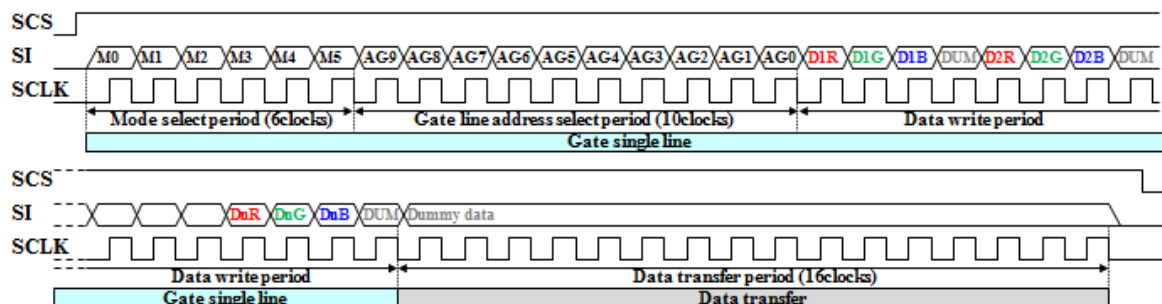 SCS
SI M0 M1 M2 M3 M4 M5 AG9 AG8 AG7 AG6 AG5 AG4 AG3 AG2 AG1 AG0 D1R D1G D1B DUM D2R D2G D2B DUM
SCLK
Mode select period (6clocks) Gate line address select period (10clocks) Data write period
Gate single line
SCS
SI DnR DnG DnB DUM Dummy data
SCLK
Data write period Data transfer period (16clocks)
Gate single line Data transfer